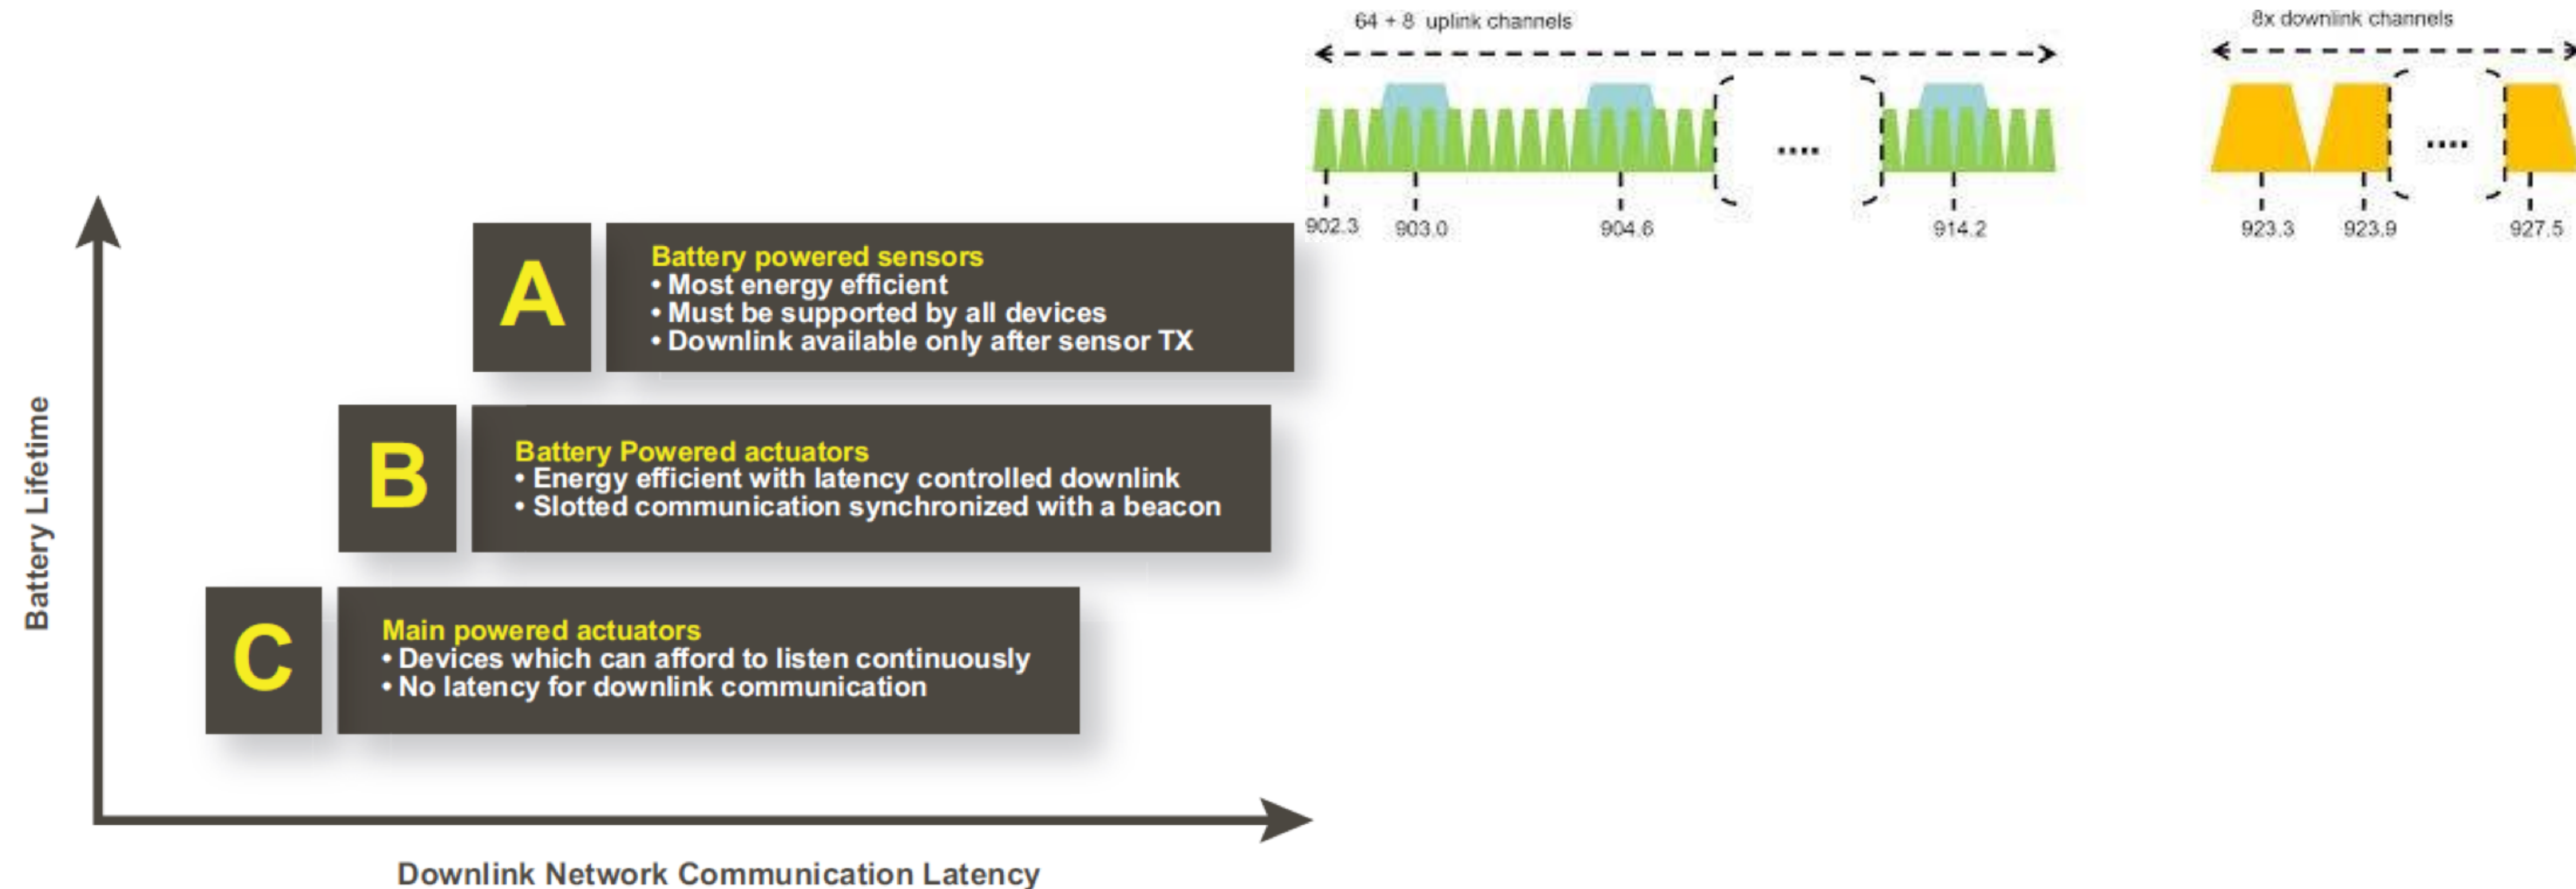 64 + 8 uplink channels
8x downlink channels
902.3 903.0 904.6 914.2 923.3 923.9 927.5
....
....
Battery Lifetime
A
Battery powered sensors
• Most energy efficient
• Must be supported by all devices
• Downlink available only after sensor TX
B
Battery Powered actuators
• Energy efficient with latency controlled downlink
• Slotted communication synchronized with a beacon
C
Main powered actuators
• Devices which can afford to listen continuously
• No latency for downlink communication
Downlink Network Communication Latency